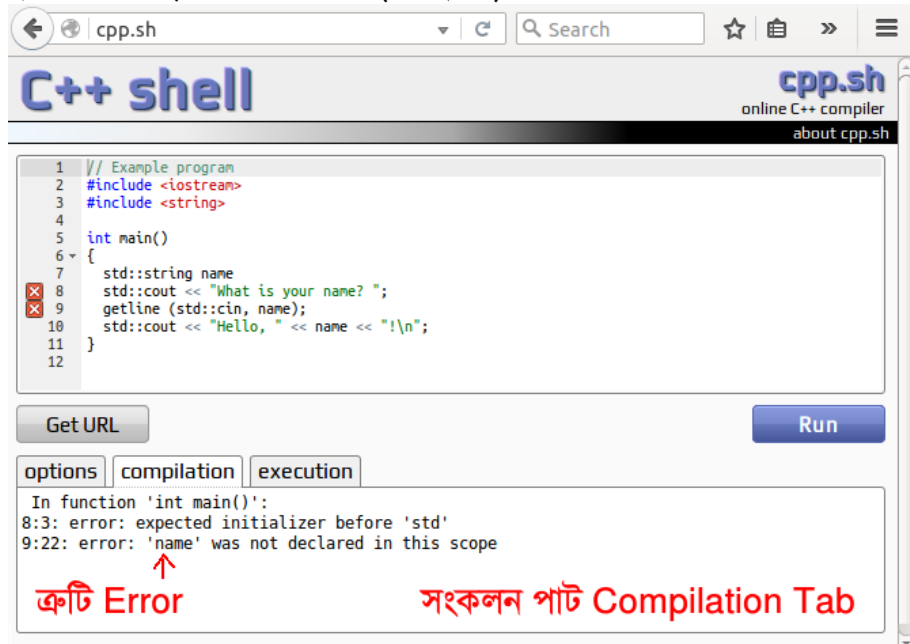 cpp.sh
Search
C++ shell
cpp.sh
online C++ compiler
about cpp.sh
1 // Example program
2 #include <iostream>
3 #include <string>
4
5 int main()
6 {
7 std::string name
8 std::cout << "What is your name? ";
9 getline (std::cin, name);
10 std::cout << "Hello, " << name << "!\n";
11 }
12
Get URL
Run
options compilation execution
In function 'int main()':
8:3: error: expected initializer before 'std'
9:22: error: 'name' was not declared in this scope
ত্রুটি Error
সংকলন পাট Compilation Tab